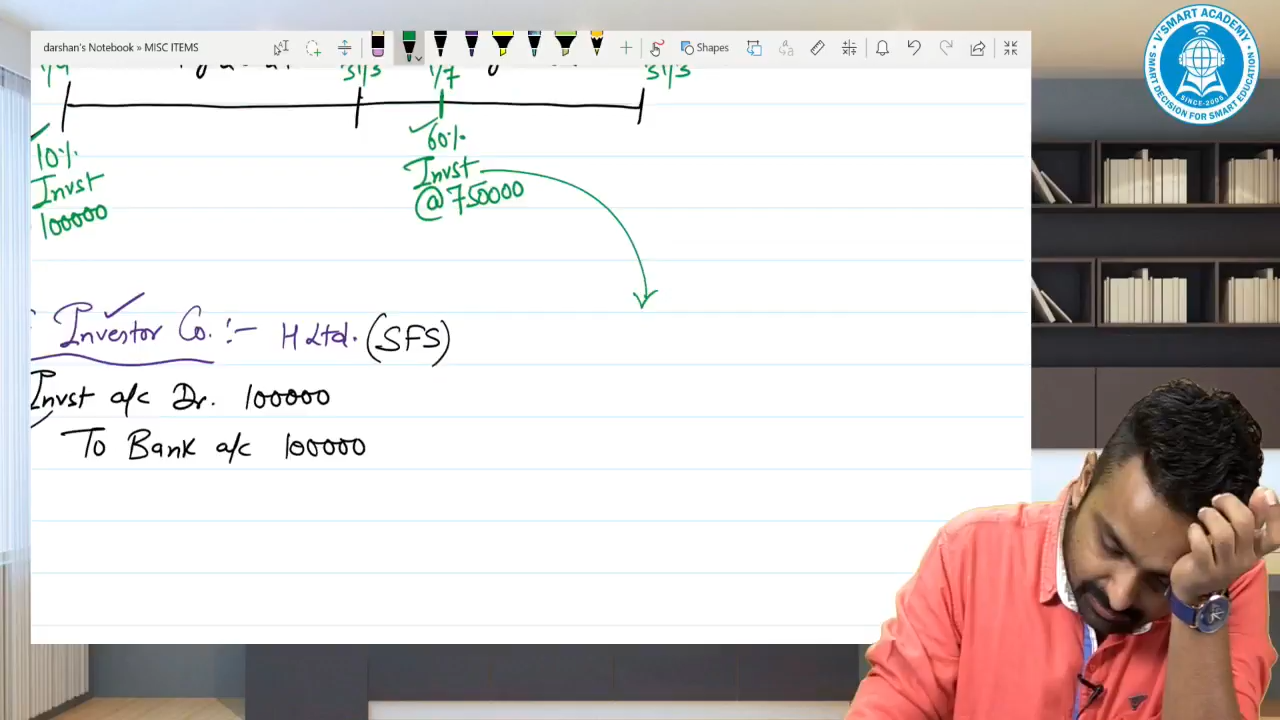 darshan's Notebook » MISC ITEMS
Shapes
31/3
1/7
31/3
10%
Invst
100000
60%
Invst
@ 750000
Investor Co. :- H Ltd. (SFS)
Invst a/c Dr. 100000
To Bank a/c 100000
V'SMART ACADEMY
SINCE-2005
SMART DECISION FOR SMART EDUCATION